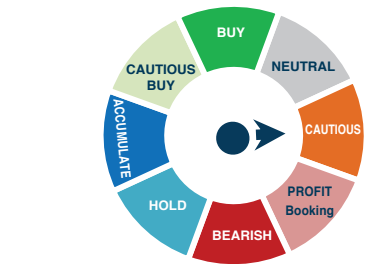 BUY
NEUTRAL
CAUTIOUS
PROFIT
Booking
BEARISH
HOLD
ACCUMULATE
CAUTIOUS
BUY